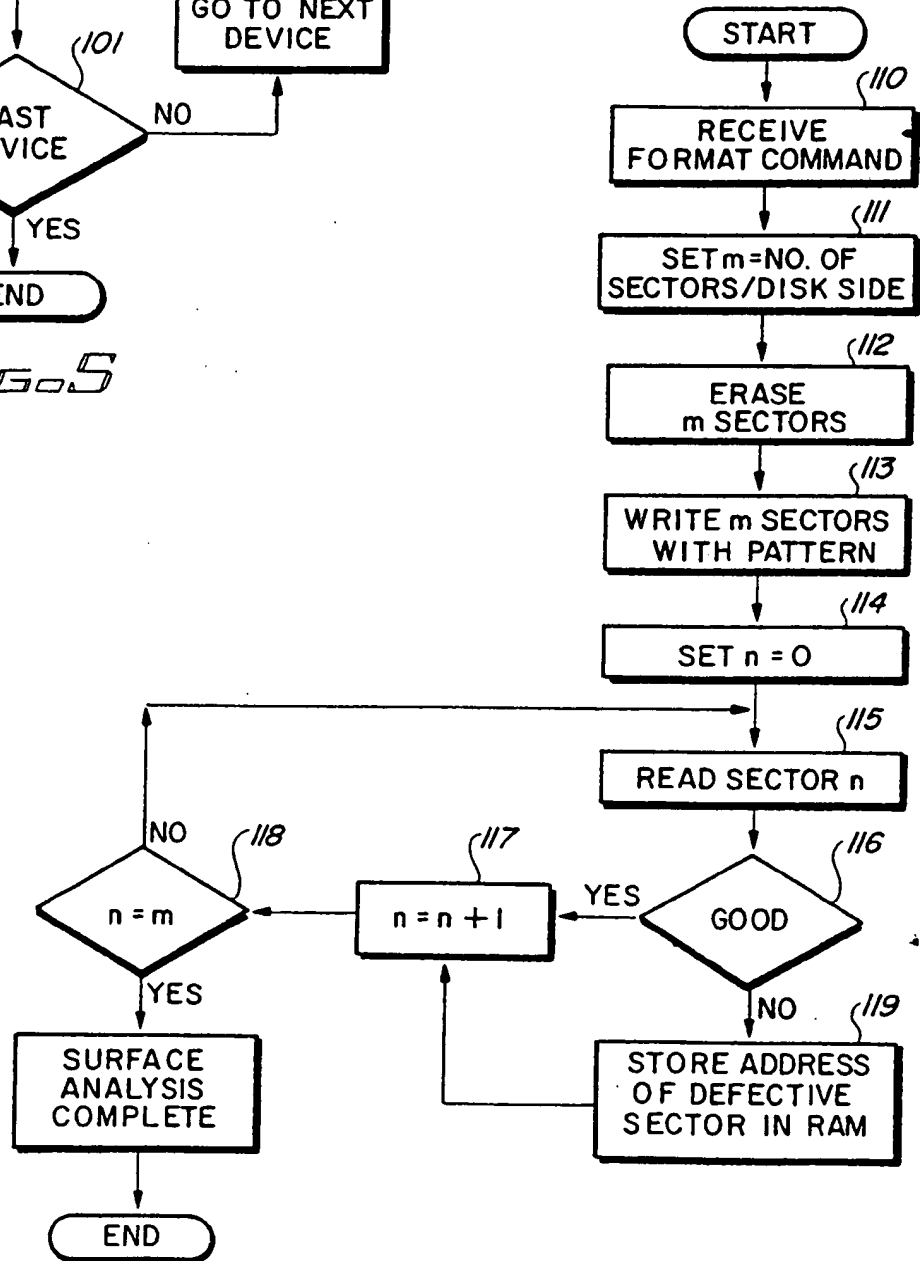 GO TO NEXT
DEVICE
101
NO
YES
START
110
RECEIVE
FORMAT COMMAND
111
SET m = NO. OF
SECTORS/DISK SIDE
112
ERASE
m SECTORS
113
WRITE m SECTORS
WITH PATTERN
114
SET n = 0
115
READ SECTOR n
116
GOOD
YES
NO
117
n = n + 1
118
n = m
NO
YES
119
STORE ADDRESS
OF DEFECTIVE
SECTOR IN RAM
SURFACE
ANALYSIS
COMPLETE
END